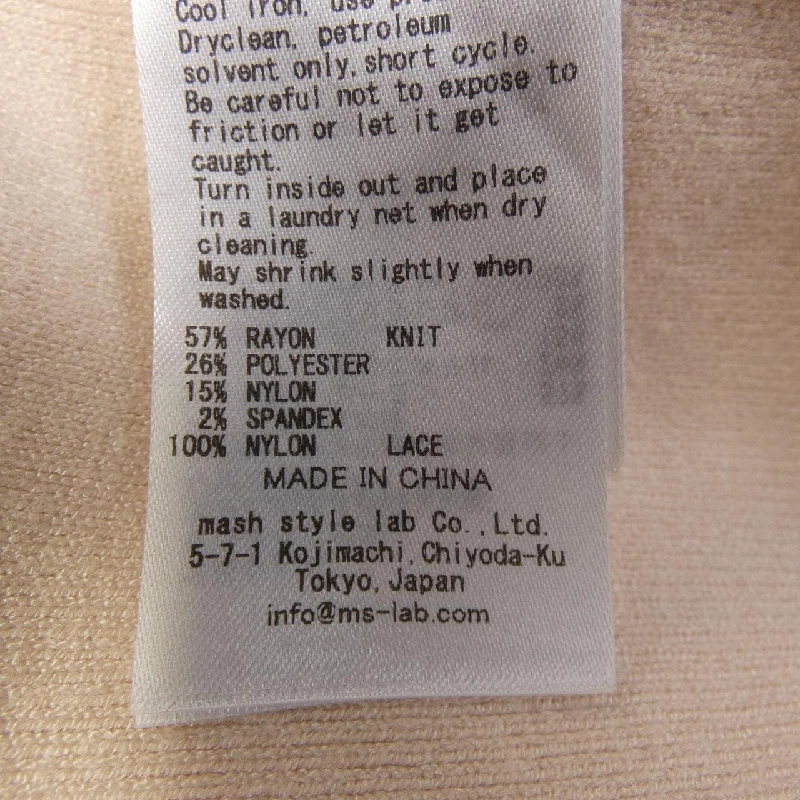 Cool iron, use
Dryclean, petroleum
solvent only, short cycle.
Be careful not to expose to
friction or let it get
caught.
Turn inside out and place
in a laundry net when dry
cleaning.
May shrink slightly when
washed.
57% RAYON KNIT
26% POLYESTER
15% NYLON
2% SPANDEX
100% NYLON LACE
MADE IN CHINA
mash style lab Co.,Ltd.
5-7-1 Kojimachi,Chiyoda-Ku
Tokyo,Japan
info@ms-lab.com